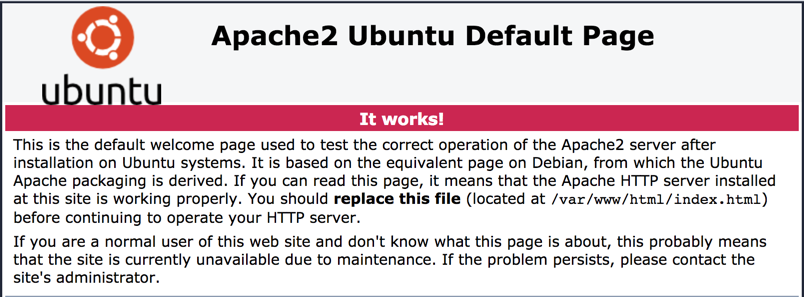 Apache2 Ubuntu Default Page
ubuntu
It works!
This is the default welcome page used to test the correct operation of the Apache2 server after
installation on Ubuntu systems. It is based on the equivalent page on Debian, from which the Ubuntu
Apache packaging is derived. If you can read this page, it means that the Apache HTTP server installed
at this site is working properly. You should replace this file (located at /var/www/html/index.html)
before continuing to operate your HTTP server.
If you are a normal user of this web site and don't know what this page is about, this probably means
that the site is currently unavailable due to maintenance. If the problem persists, please contact the
site's administrator.